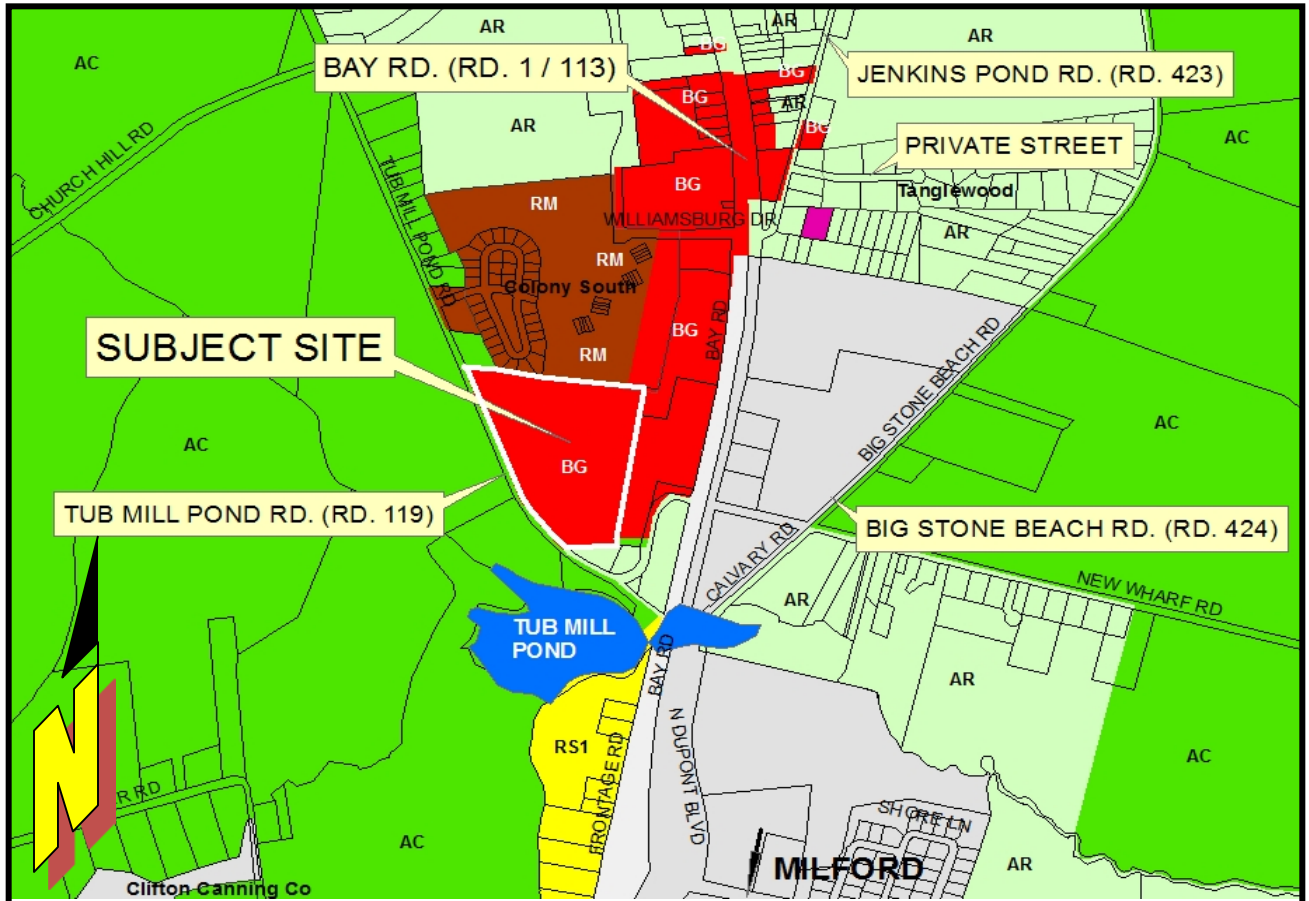 AR
AR
AC
BG
AR
BAY RD. (RD. 1 / 113)
JENKINS POND RD. (RD. 423)
BG
BG
AR
BG
AR
AC
PRIVATE STREET
CHURCH HILL RD
TUB MILL POND RD
BG
Tanglewood
RM
WILLIAMSBURG DR
AR
RM
Colony South
BG
BAY RD
SUBJECT SITE
RM
BIG STONE BEACH RD
AC
AC
BG
TUB MILL POND RD. (RD. 119)
BIG STONE BEACH RD. (RD. 424)
CALVARY RD
NEW WHARF RD
AR
TUB MILL
POND
BAY RD
AR
N
RS1
N DUPONT BLVD
FRONTAGE RD
AC
R RD
SHORE LN
AC
MILFORD
AR
Clifton Canning Co